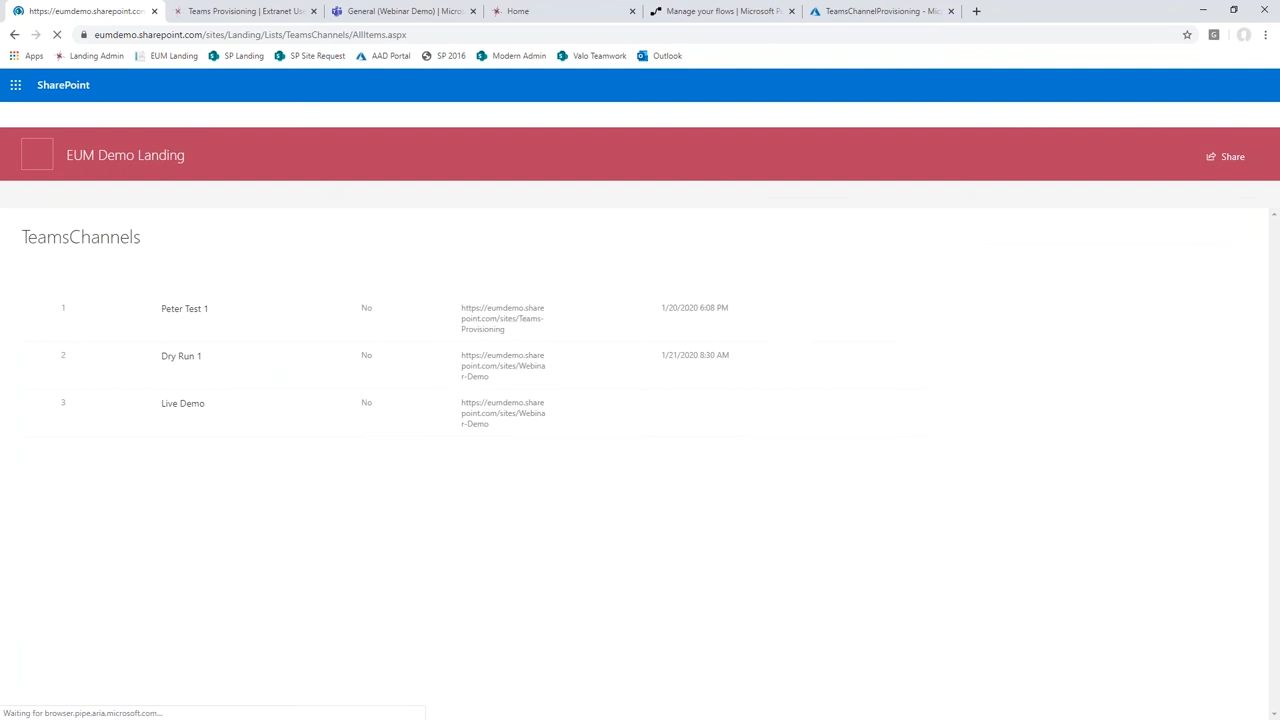 https://eumdemo.sharepoint.con
Teams Provisioning | Extranet Use
General (Webinar Demo) | Micros
Home
Manage your flows | Microsoft Po
TeamsChannelProvisioning - Mic
eumdemo.sharepoint.com/sites/Landing/Lists/TeamsChannels/AllItems.aspx
Apps
Landing Admin
EUM Landing
SP Landing
SP Site Request
AAD Portal
SP 2016
Modern Admin
Valo Teamwork
Outlook
SharePoint
EUM Demo Landing
Share
TeamsChannels
1 Peter Test 1 No https://eumdemo.share 1/20/2020 6:08 PM
point.com/sites/Teams-
Provisioning
2 Dry Run 1 No https://eumdemo.share 1/21/2020 8:30 AM
point.com/sites/Webina
r-Demo
3 Live Demo No https://eumdemo.share
point.com/sites/Webina
r-Demo
Waiting for browser.pipe.aria.microsoft.com...